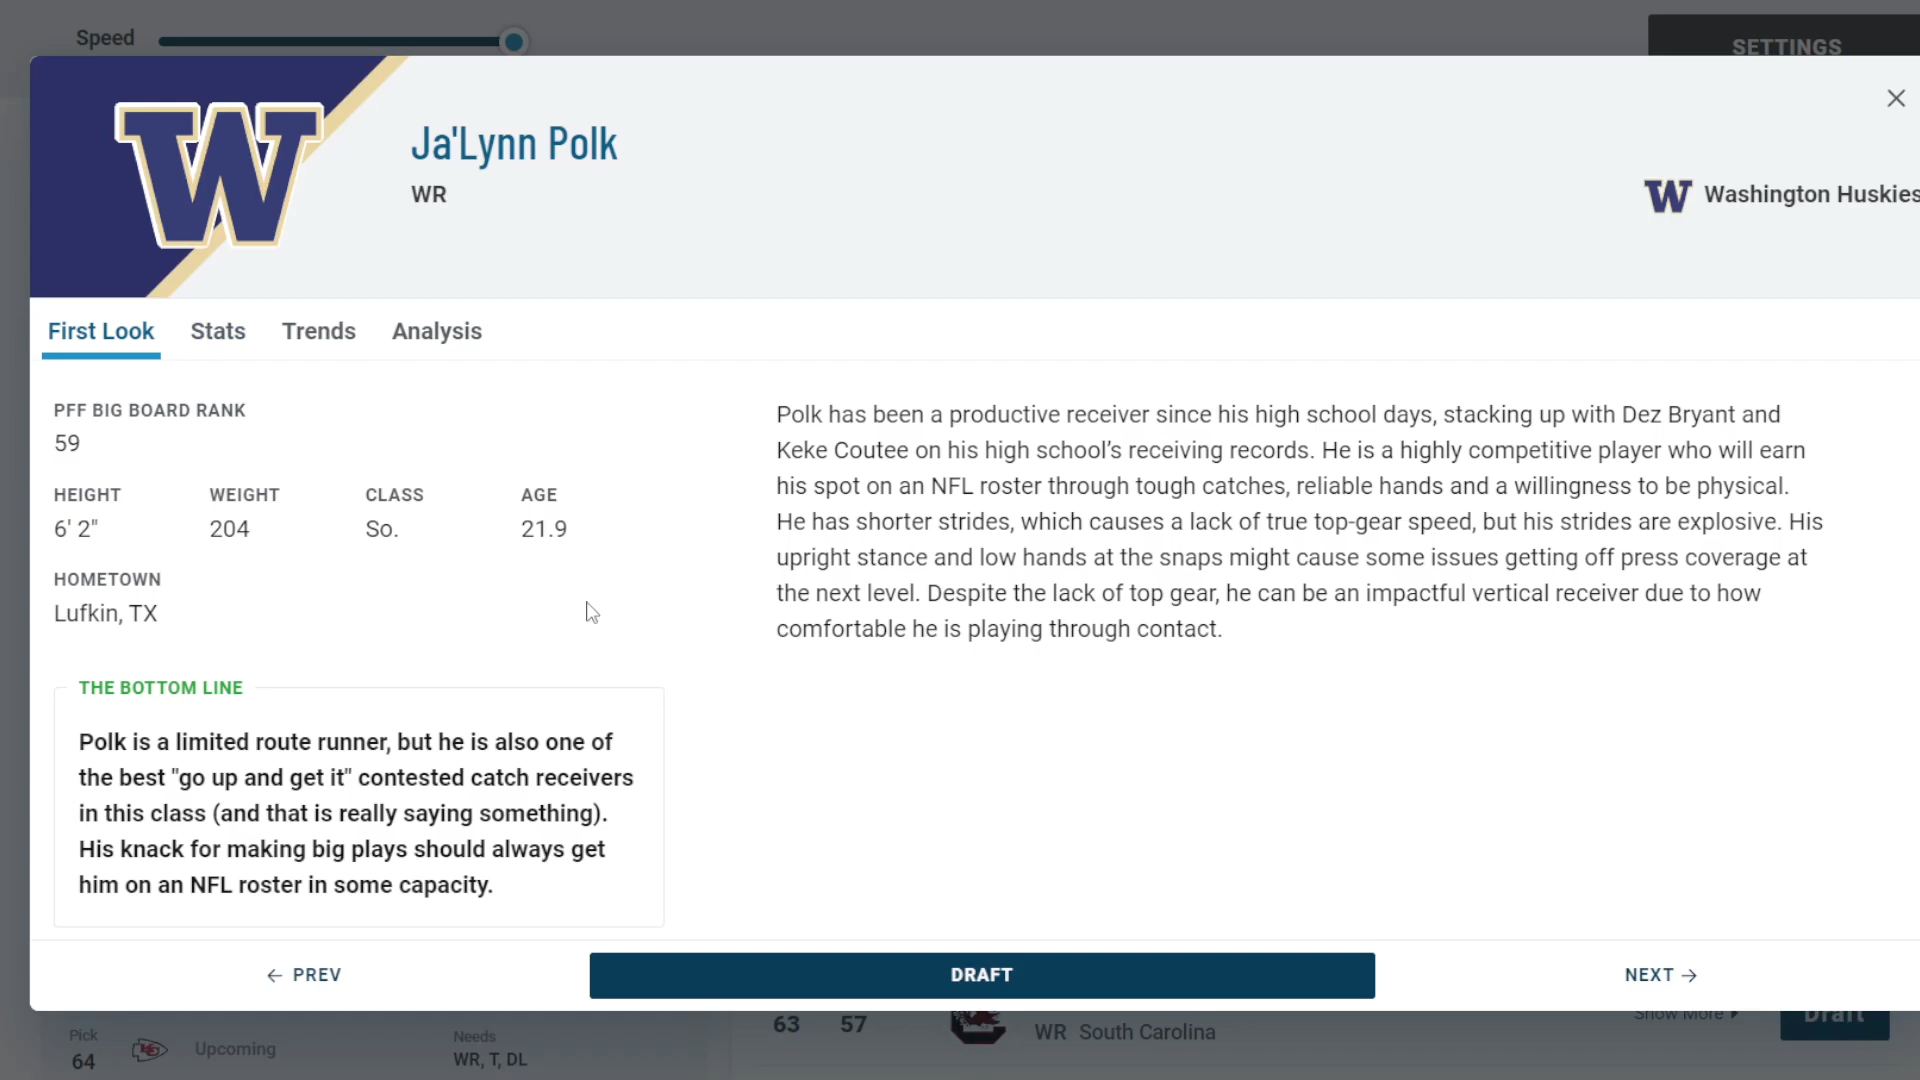 Speed
SETTINGS
W
Ja'Lynn Polk
WR
W Washington Huskies
First Look Stats Trends Analysis
PFF BIG BOARD RANK
59
HEIGHT WEIGHT CLASS AGE
6' 2" 204 So. 21.9
HOMETOWN
Lufkin, TX
THE BOTTOM LINE
Polk is a limited route runner, but he is also one of
the best "go up and get it" contested catch receivers
in this class (and that is really saying something).
His knack for making big plays should always get
him on an NFL roster in some capacity.
Polk has been a productive receiver since his high school days, stacking up with Dez Bryant and
Keke Coutee on his high school’s receiving records. He is a highly competitive player who will earn
his spot on an NFL roster through tough catches, reliable hands and a willingness to be physical.
He has shorter strides, which causes a lack of true top-gear speed, but his strides are explosive. His
upright stance and low hands at the snaps might cause some issues getting off press coverage at
the next level. Despite the lack of top gear, he can be an impactful vertical receiver due to how
comfortable he is playing through contact.
← PREV DRAFT NEXT →
Pick
64
Upcoming
Needs
WR, T, DL
63 57
WR South Carolina
Show More
Draft